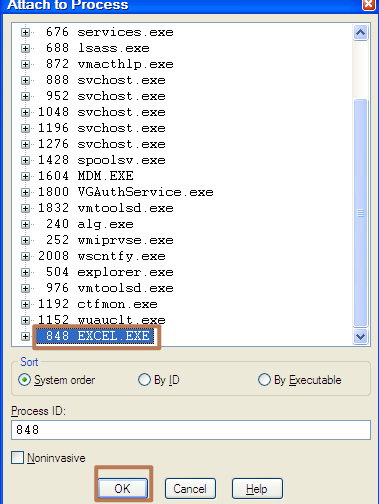 Attach to Process
676 services.exe
688 lsass.exe
872 vmacthlp.exe
888 svchost.exe
952 svchost.exe
1048 svchost.exe
1196 svchost.exe
1276 svchost.exe
1428 spoolsv.exe
1604 MDM.EXE
1800 VGAuthService.exe
1832 vmtoolsd.exe
240 alg.exe
252 wmiprvse.exe
2008 wscntfy.exe
504 explorer.exe
976 vmtoolsd.exe
1192 ctfmon.exe
1152 wuauclt.exe
848 EXCEL.EXE
Sort
System order By ID By Executable
Process ID:
848
Noninvasive
OK Cancel Help